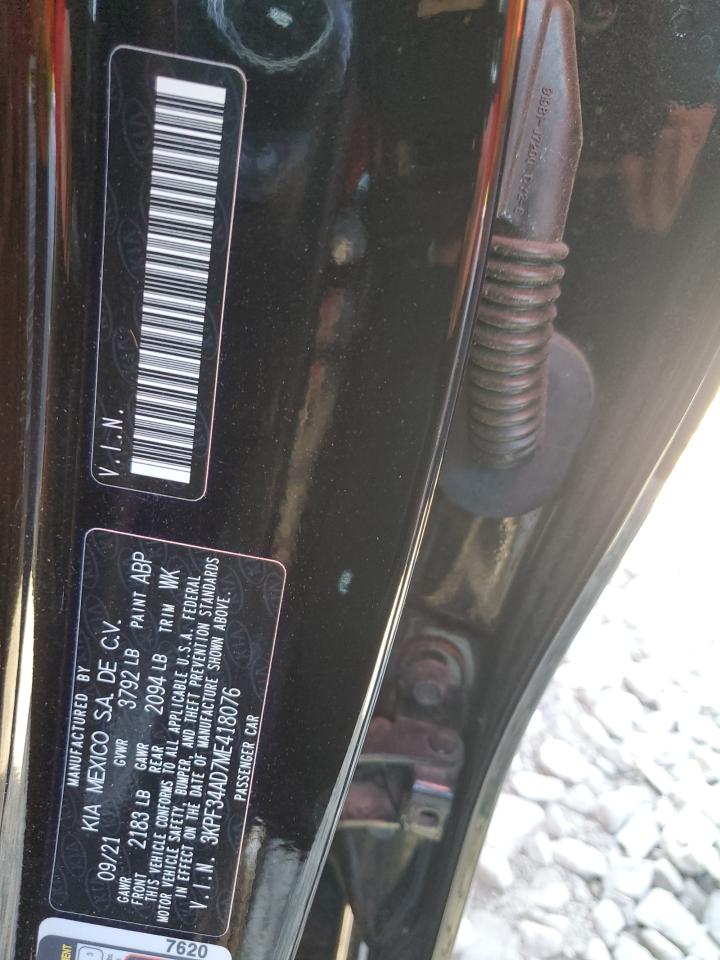 V.I.N.
MANUFACTURED BY
KIA MEXICO S.A. DE C.V.
09/21 GVWR 3792 LB PAINT ABP
GAWR FRONT 2183 LB GAWR REAR 2094 LB TRIM WK
THIS VEHICLE CONFORMS TO ALL APPLICABLE U.S.A. FEDERAL
MOTOR VEHICLE SAFETY, BUMPER, AND THEFT PREVENTION STANDARDS
IN EFFECT ON THE DATE OF MANUFACTURE SHOWN ABOVE.
V.I.N. 3KPF34AD7ME418076
PASSENGER CAR
7620